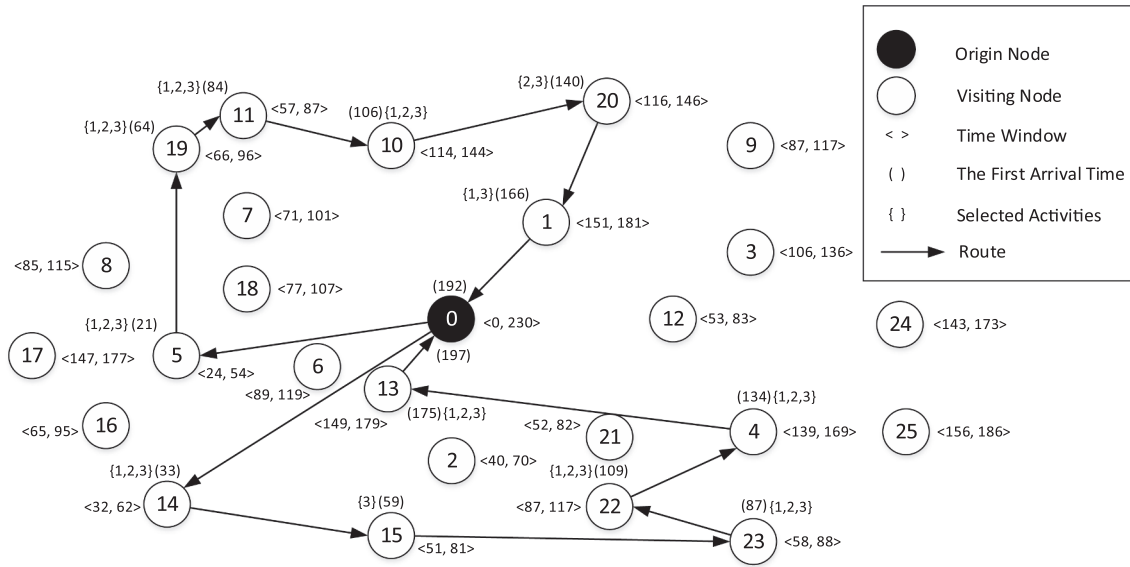 Origin Node
Visiting Node
< > Time Window
( ) The First Arrival Time
{ } Selected Activities
Route
{1,2,3}(84)
11 <57, 87>
{1,2,3}(64)
19
<66, 96>
(106){1,2,3}
10
<114, 144>
{2,3}(140)
20 <116, 146>
9 <87, 117>
{1,3}(166)
1 <151, 181>
7 <71, 101>
3 <106, 136>
<85, 115> 8
18 <77, 107>
(192)
0 <0, 230>
(197)
12 <53, 83>
24 <143, 173>
{1,2,3}(21)
17 <147, 177>
5
<24, 54>
6
<89, 119>
13
<149, 179>
(175){1,2,3}
(134){1,2,3}
4 <139, 169>
25 <156, 186>
16
<65, 95>
<52, 82> 21
2 <40, 70>
{1,2,3}(33)
14
<32, 62>
{1,2,3}(109)
22
<87, 117>
{3}(59)
15
<51, 81>
(87){1,2,3}
23
<58, 88>